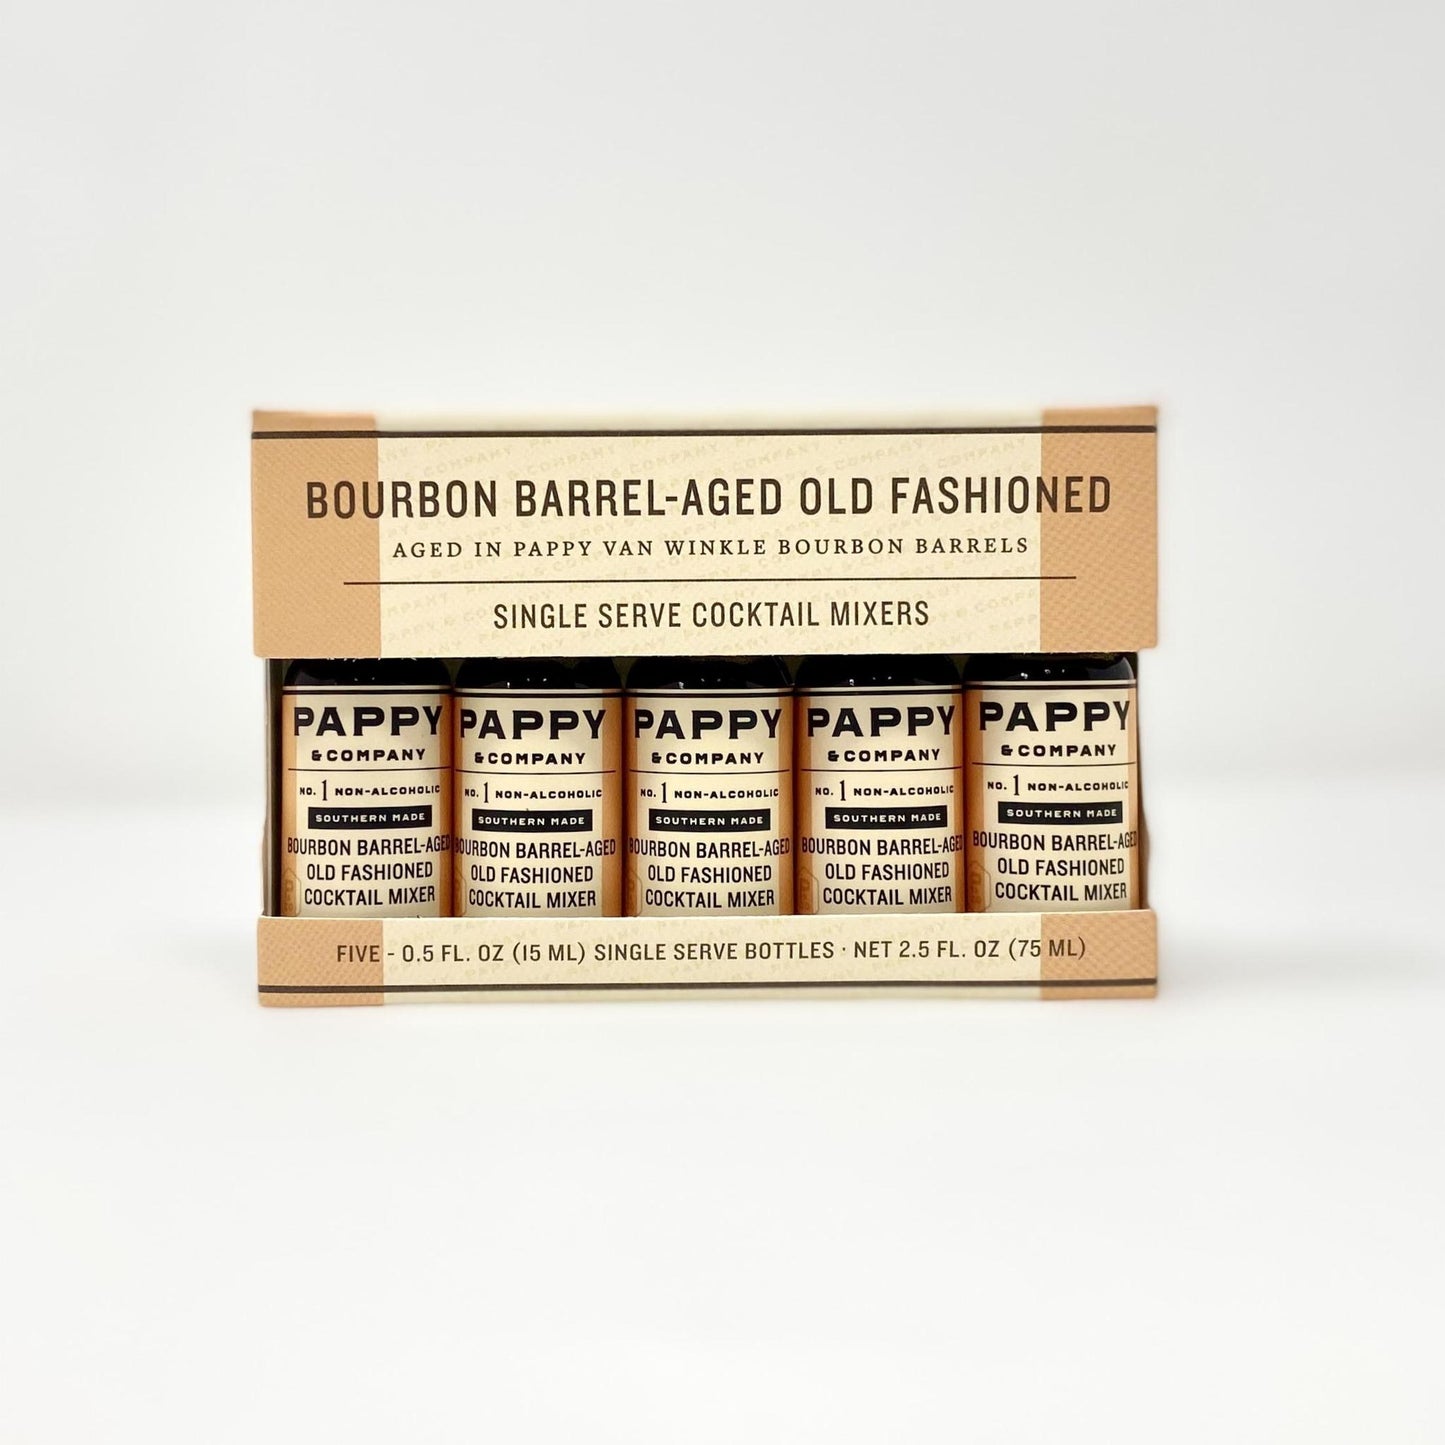 BOURBON BARREL-AGED OLD FASHIONED
AGED IN PAPPY VAN WINKLE BOURBON BARRELS
SINGLE SERVE COCKTAIL MIXERS
PAPPY
& COMPANY
NO. 1 NON-ALCOHOLIC
SOUTHERN MADE
BOURBON BARREL-AGED
OLD FASHIONED
COCKTAIL MIXER
PAPPY
& COMPANY
NO. 1 NON-ALCOHOLIC
SOUTHERN MADE
BOURBON BARREL-AGED
OLD FASHIONED
COCKTAIL MIXER
PAPPY
& COMPANY
NO. 1 NON-ALCOHOLIC
SOUTHERN MADE
BOURBON BARREL-AGED
OLD FASHIONED
COCKTAIL MIXER
PAPPY
& COMPANY
NO. 1 NON-ALCOHOLIC
SOUTHERN MADE
BOURBON BARREL-AGED
OLD FASHIONED
COCKTAIL MIXER
PAPPY
& COMPANY
NO. 1 NON-ALCOHOLIC
SOUTHERN MADE
BOURBON BARREL-AGED
OLD FASHIONED
COCKTAIL MIXER
FIVE - 0.5 FL. OZ (15 ML) SINGLE SERVE BOTTLES · NET 2.5 FL. OZ (75 ML)